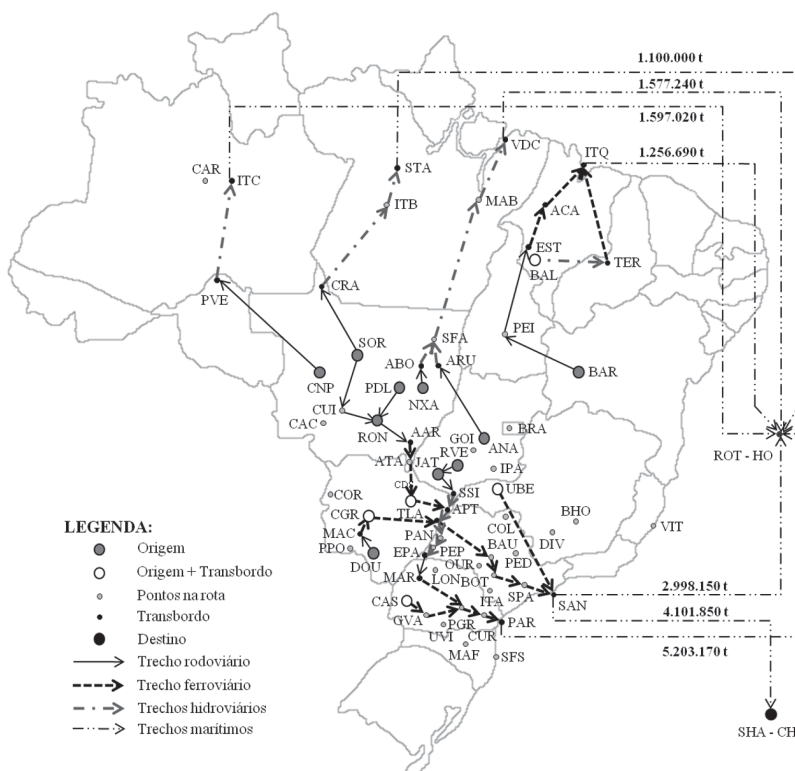 1.100.000 t
1.577.240 t
1.597.020 t
1.256.690 t
VDC
ITQ
CAR
ITC
STA
ITB
MAB
ACA
EST
BAL
TER
PVE
CRA
PEI
SOR
SFA
CNP
PDL
ABO
ARU
BAR
NXA
CUI
CAC
RON
AAR
GOI
ANA
BRA
ROT - HO
RVE
ATA
JAT
IPA
COR
SSI
UBE
TLA
APT
CGR
COL
BHO
VIT
MAC
PAN
DIV
PPO
EPA
PEP
BAU
PED
DOU
OUR
MAR
LON
BOT
SPA
SAN
CAS
ITA
GVA
PGR
PAR
UVI
CUR
MAF
SFS
2.998.150 t
4.101.850 t
5.203.170 t
SHA - CH
LEGENDA:
Origem
Origem + Transbordo
Pontos na rota
Transbordo
Destino
Trecho rodoviário
Trecho ferroviário
Trechos hidroviários
Trechos marítimos